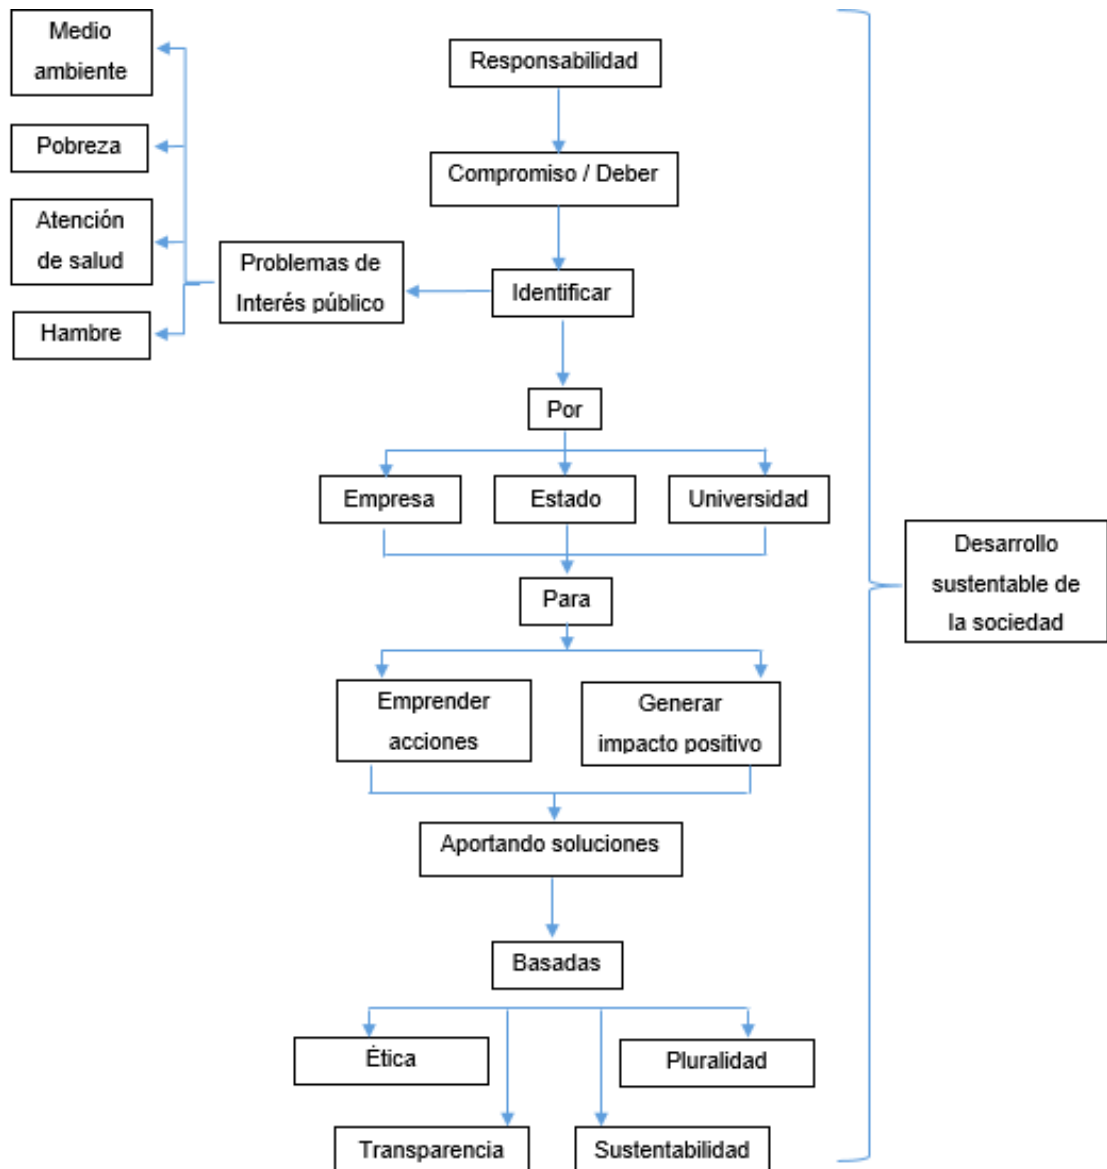 Medio
ambiente
Responsabilidad
Pobreza
Compromiso / Deber
Atención
de salud
Problemas de
Interés público
Identificar
Hambre
Por
Empresa
Estado
Universidad
Desarrollo
sustentable de
la sociedad
Para
Emprender
acciones
Generar
impacto positivo
Aportando soluciones
Basadas
Ética
Pluralidad
Transparencia
Sustentabilidad